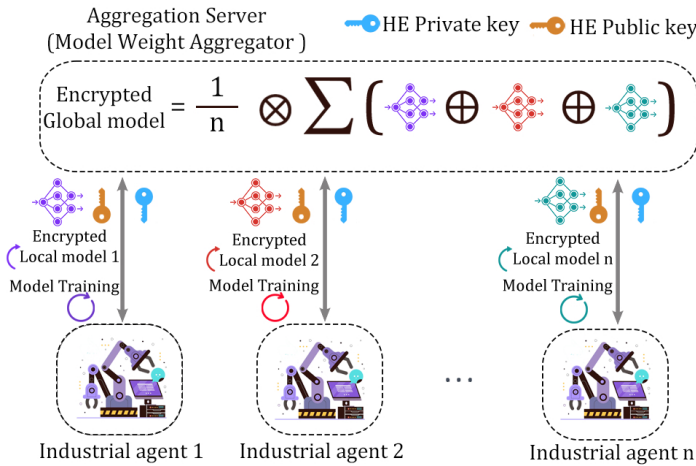 Aggregation Server
(Model Weight Aggregator )
HE Private key
HE Public key
Encrypted
Global model
= 1/n ⊗ ∑ ( ⊕ ⊕ )
Encrypted
Local model 1
Model Training
Encrypted
Local model 2
Model Training
Encrypted
Local model n
Model Training
...
Industrial agent 1
Industrial agent 2
Industrial agent n